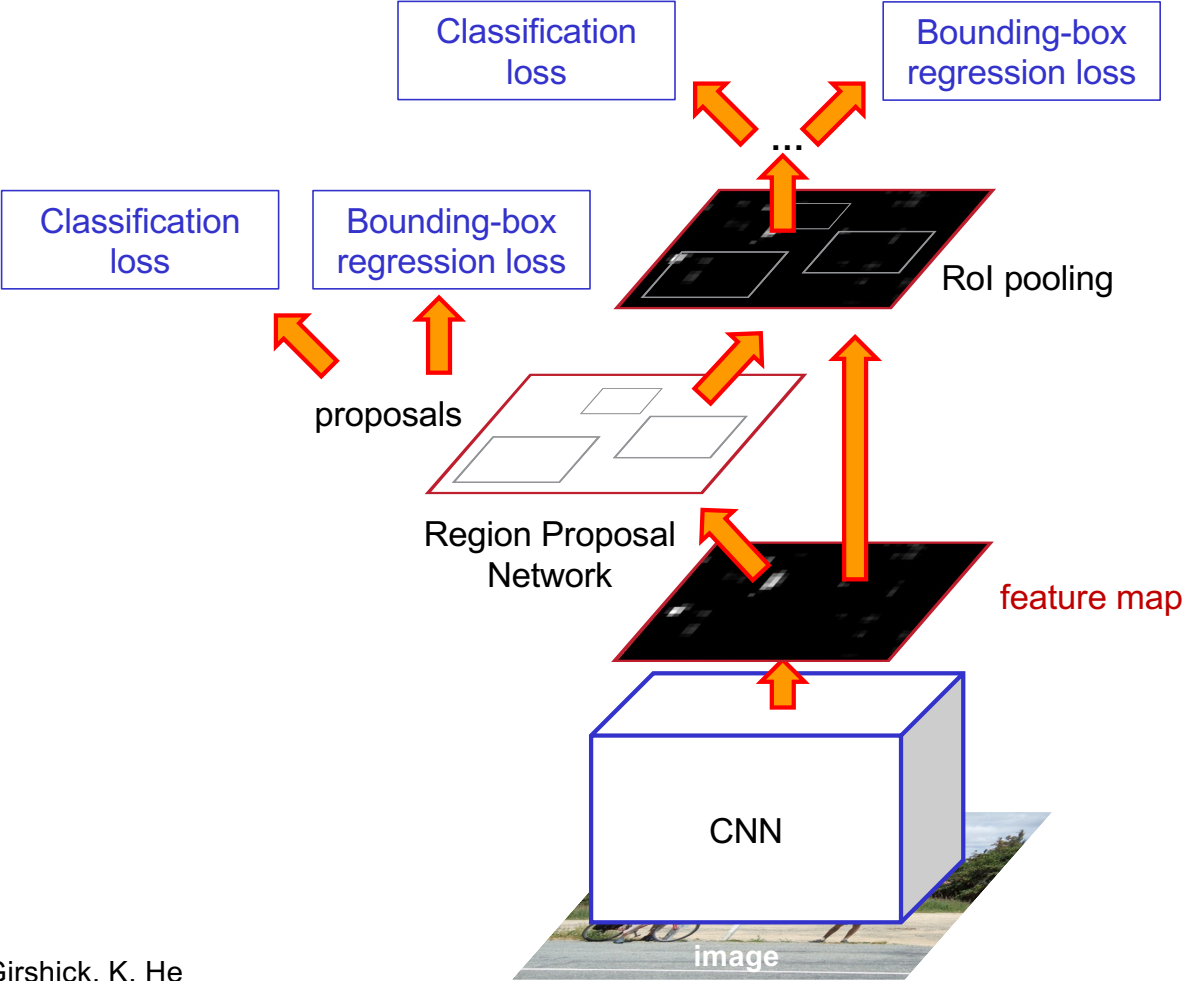 Classification
loss
Bounding-box
regression loss
...
Classification
loss
Bounding-box
regression loss
RoI pooling
proposals
Region Proposal
Network
feature map
CNN
image
K. He